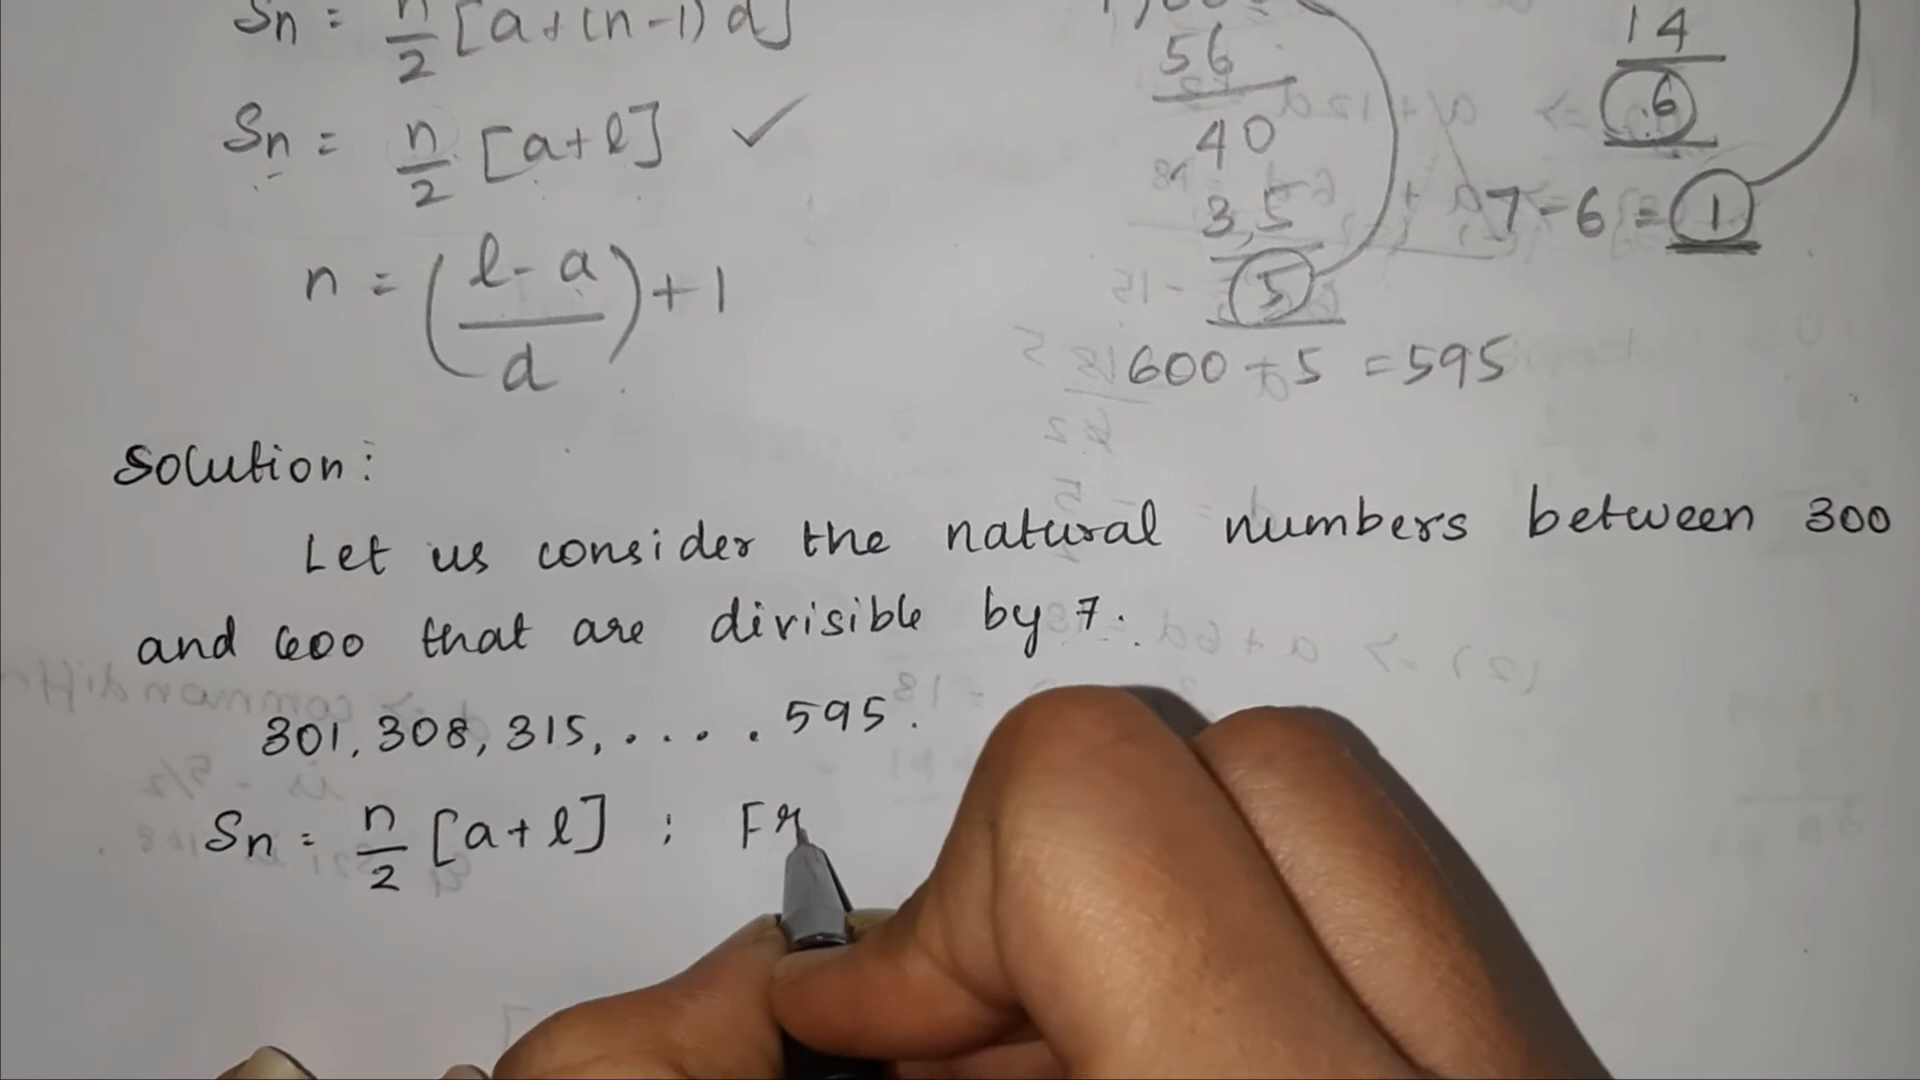 Sn = n/2 [a+(n-1)d]
Sn = n/2 [a+l] ✓
n = (l-a/d)+1
56
40
35
5
600 - 5 = 595
14
6
7-6 = 1
Solution:
Let us consider the natural numbers between 300
and 600 that are divisible by 7.
301, 308, 315, . . . . 595.
Sn = n/2 [a+l] ;